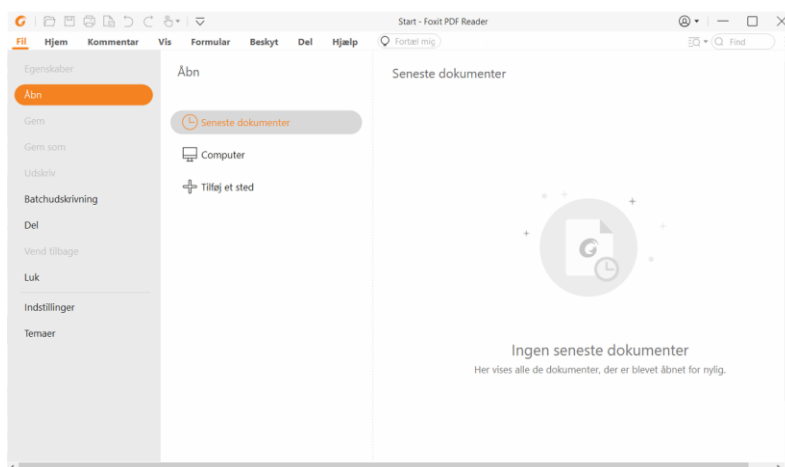 Start - Foxit PDF Reader
Fil Hjem Kommentar Vis Formular Beskyt Del Hjælp Fortæl mig Find
Egenskaber
Åbn
Gem
Gem som
Udskriv
Batchudskrivning
Del
Vend tilbage
Luk
Indstillinger
Temaer
Åbn
Seneste dokumenter
Computer
Tilføj et sted
Seneste dokumenter
Ingen seneste dokumenter
Her vises alle de dokumenter, der er blevet åbnet for nylig.